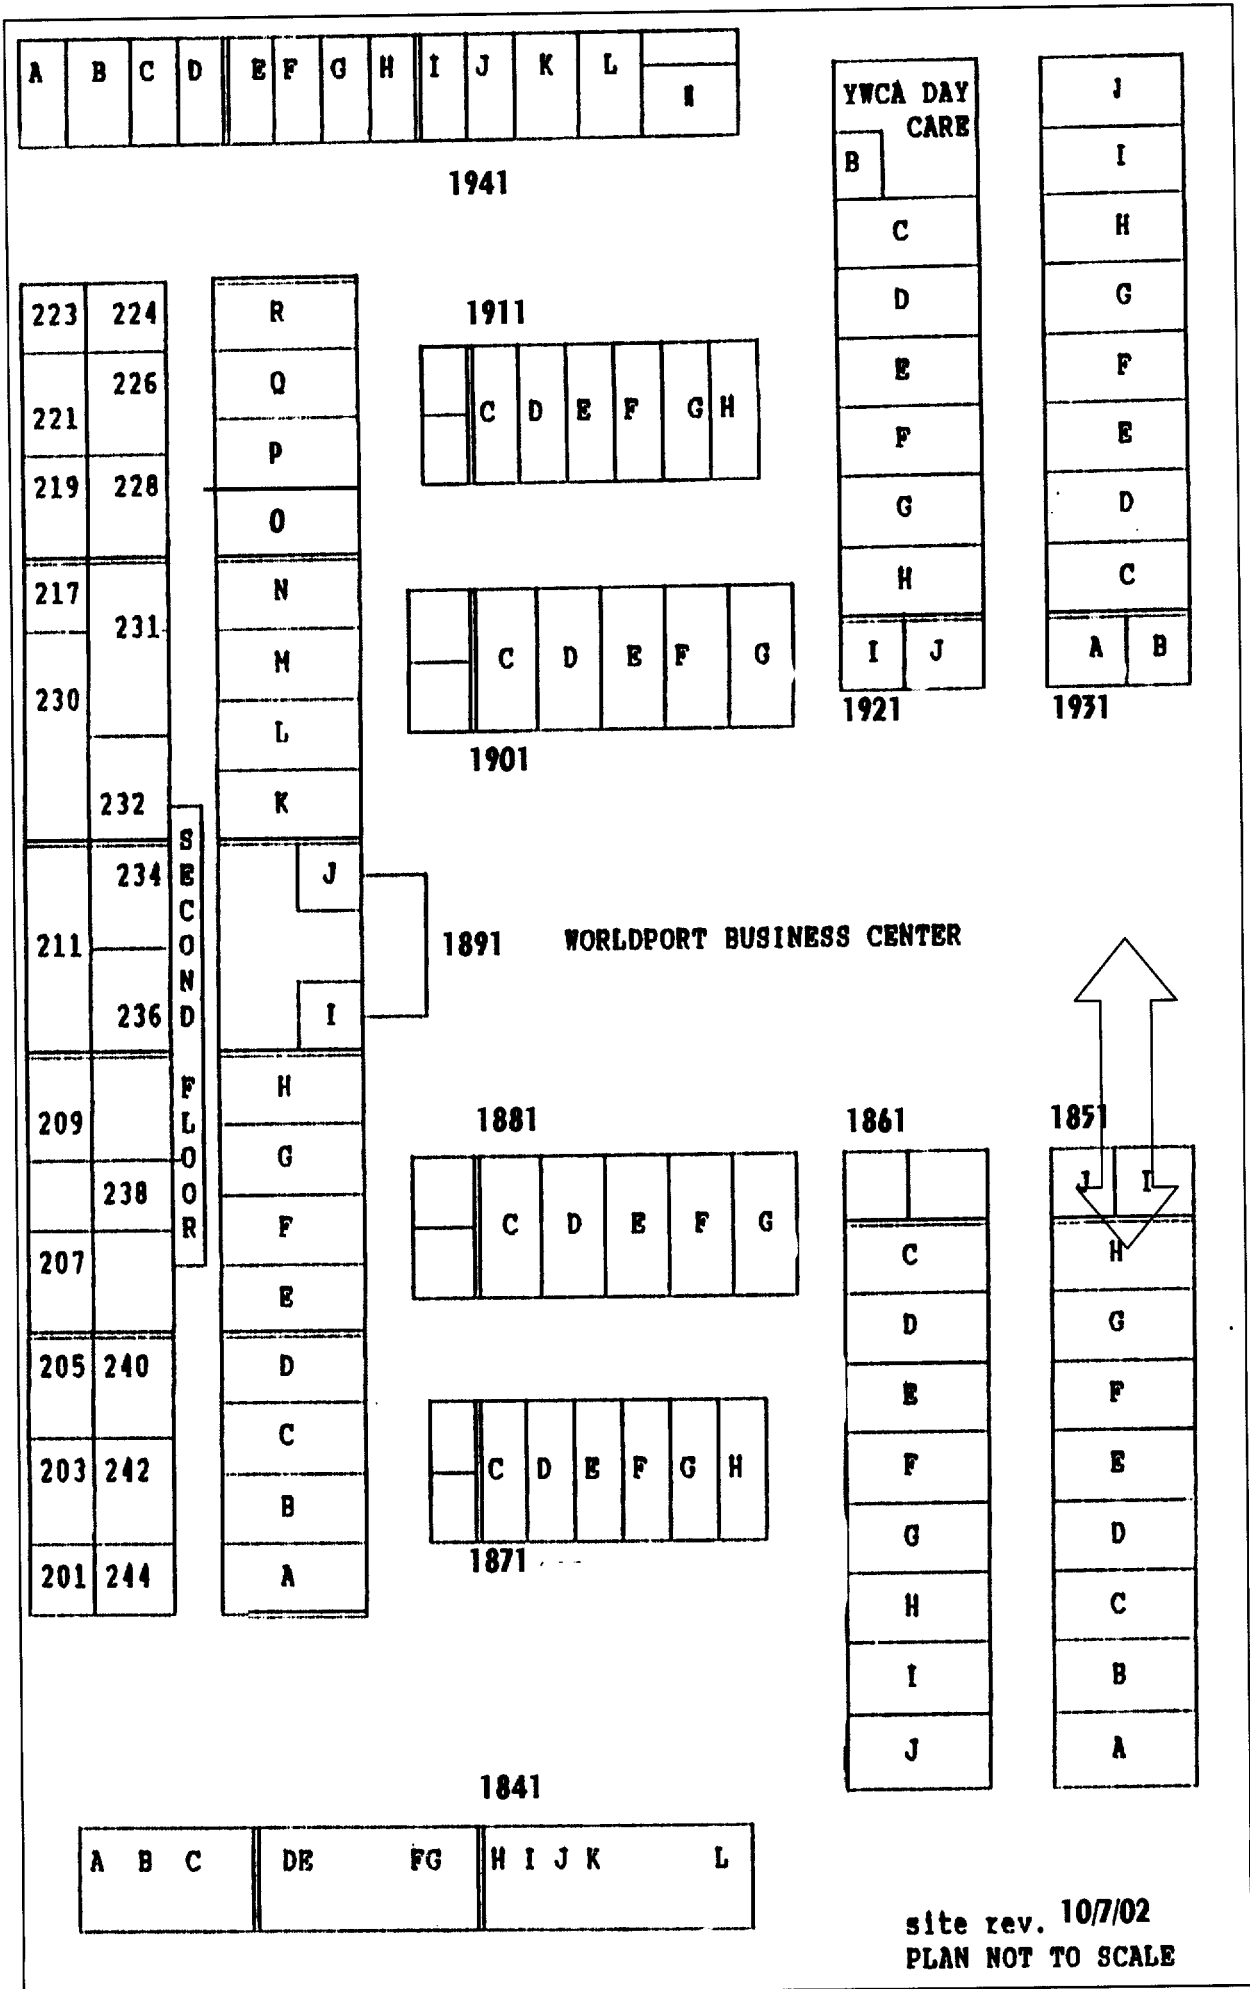 A B C D E F G H I J K L
1941
YWCA DAY
CARE
B
C
D
E
F
G
H
I J
1921
J
I
H
G
F
E
D
C
A B
1931
223 224
226
221
219 228
217
231
230
232
234
211
236
209
238
207
205 240
203 242
201 244
SECOND FLOOR
R
Q
P
O
N
M
L
K
J
I
H
G
F
E
D
C
B
A
1891
1911
C D E F G H
C D E F G
1901
WORLDPORT BUSINESS CENTER
1881
C D E F G
C D E F G H
1871
1861
C
D
E
F
G
H
I
J
1851
J I
H
G
F
E
D
C
B
A
1841
A B C DE FG H I J K L
site rev. 10/7/02
PLAN NOT TO SCALE